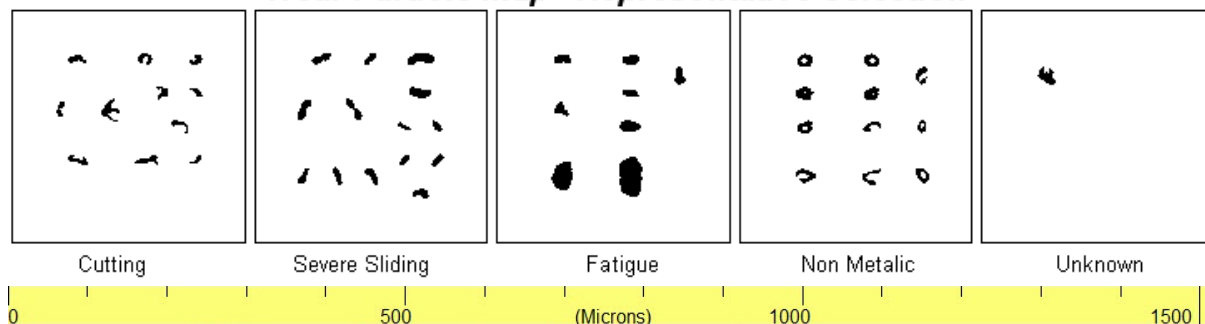 Cutting
Severe Sliding
Fatigue
Non Metalic
Unknown
0 500 (Microns) 1000 1500